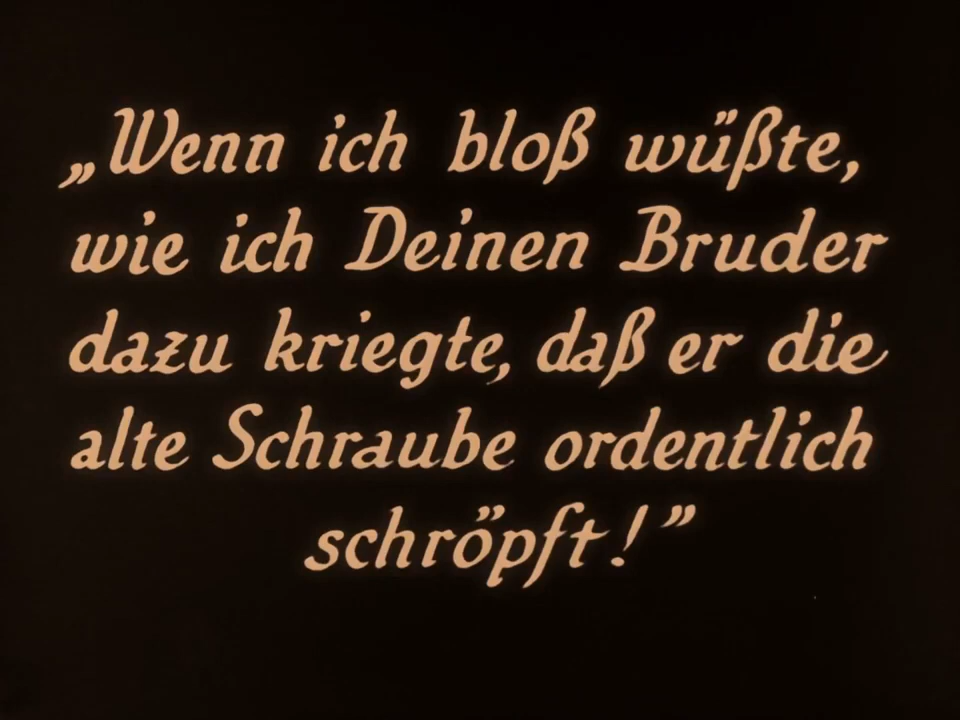 „Wenn ich bloß wüßte,
wie ich Deinen Bruder
dazu kriegte, daß er die
alte Schraube ordentlich
schröpft!”